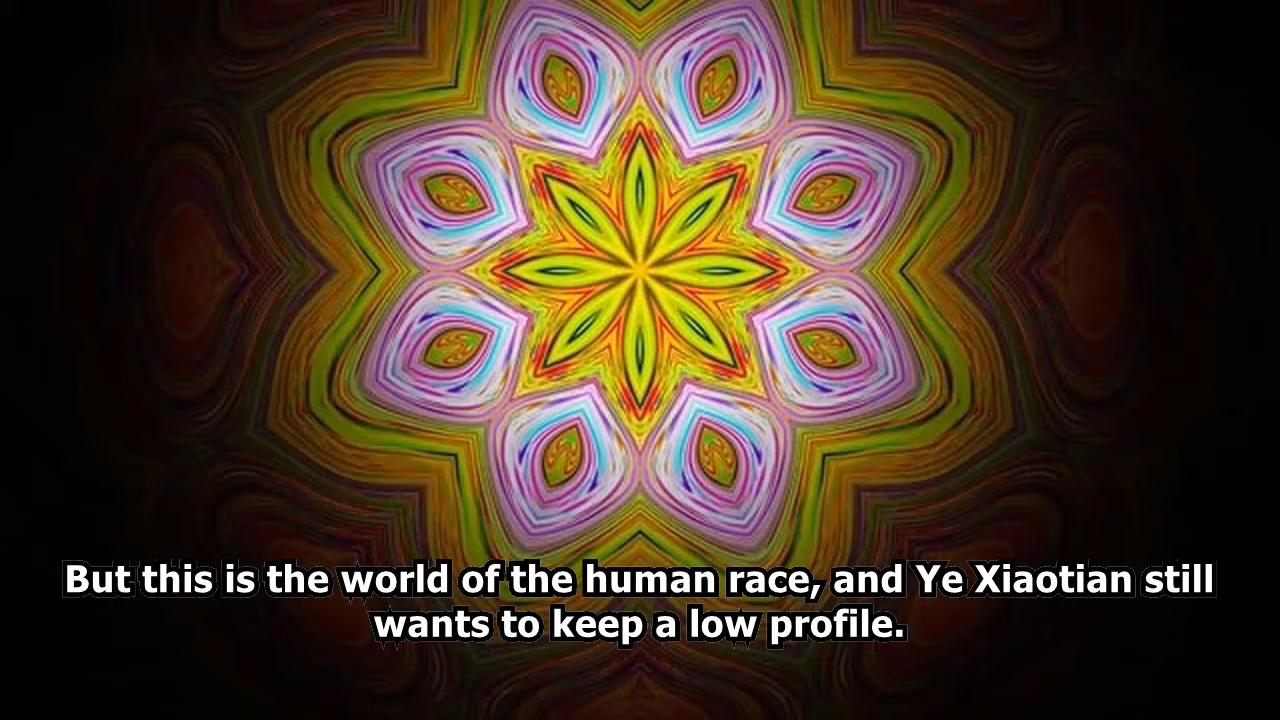 But this is the world of the human race, and Ye Xiaotian still
wants to keep a low profile.